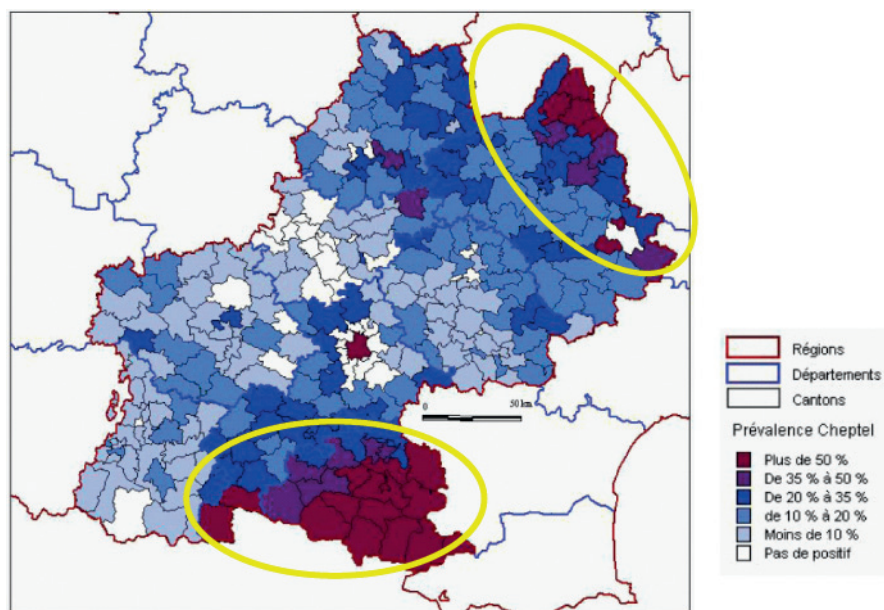 0
50 km
Régions
Départements
Cantons
Prévalence Cheptel
Plus de 50 %
De 35 % à 50 %
De 20 % à 35 %
de 10 % à 20 %
Moins de 10 %
Pas de positif